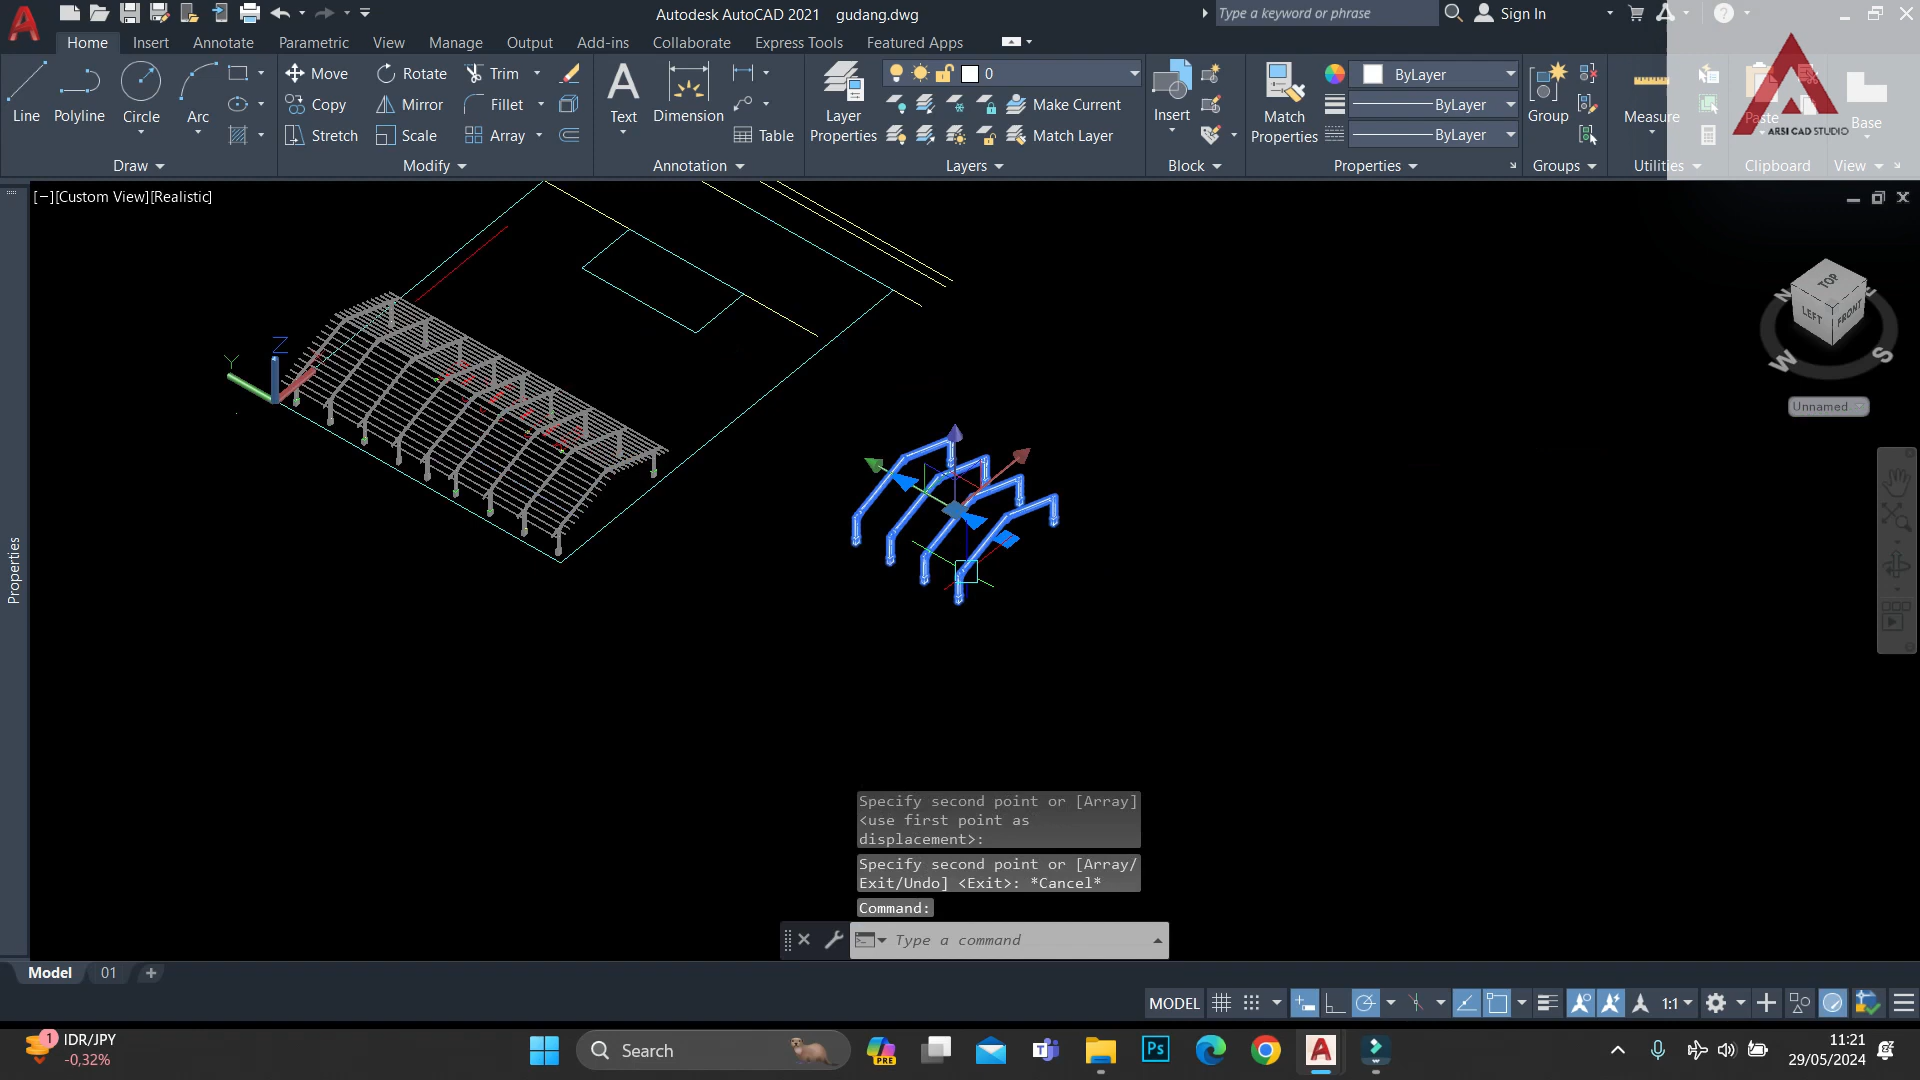 Autodesk AutoCAD 2021 gudang.dwg
Type a keyword or phrase
Sign In
Home Insert Annotate Parametric View Manage Output Add-ins Collaborate Express Tools Featured Apps
Line
Polyline
Circle
Arc
Draw
Move
Rotate
Trim
Copy
Mirror
Fillet
Stretch
Scale
Array
Modify
Text
Dimension
Table
Annotation
Layer
Properties
0
Make Current
Match Layer
Layers
Insert
Block
Match
Properties
ByLayer
ByLayer
ByLayer
Properties
Group
Groups
Measure
Utilities
Paste
Clipboard
Base
View
ARSI CAD STUDIO
[−][Custom View][Realistic]
Y
Z
TOP
LEFT
FRONT
N
E
W
S
Unnamed
Properties
Specify second point or [Array]
<use first point as
displacement>:
Specify second point or [Array/
Exit/Undo] <Exit>: *Cancel*
Command:
Type a command
Model 01 +
MODEL
1:1
1
IDR/JPY
-0,32%
Search
PRE
Ps
11:21
29/05/2024